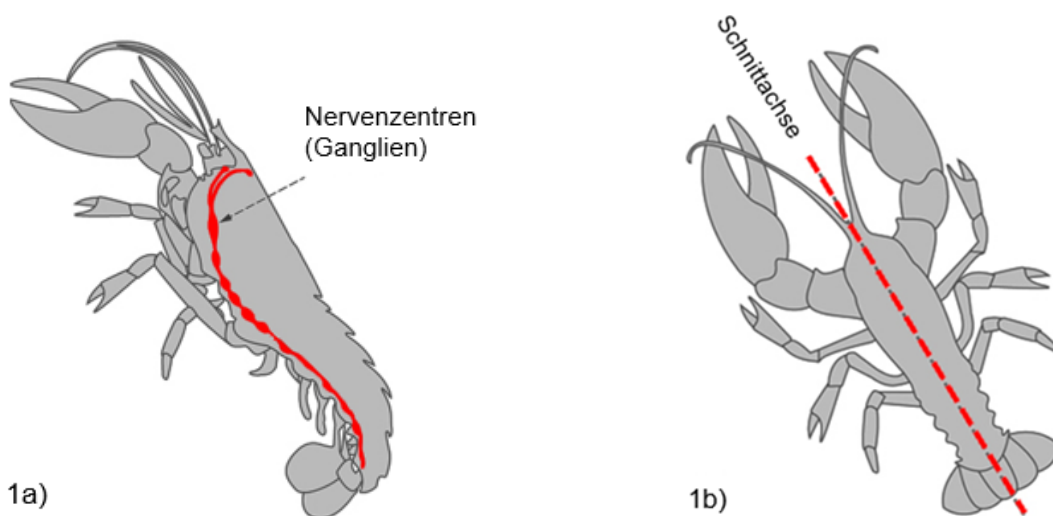 Nervenzentren
(Ganglien)
1a)
Schnittachse
1b)